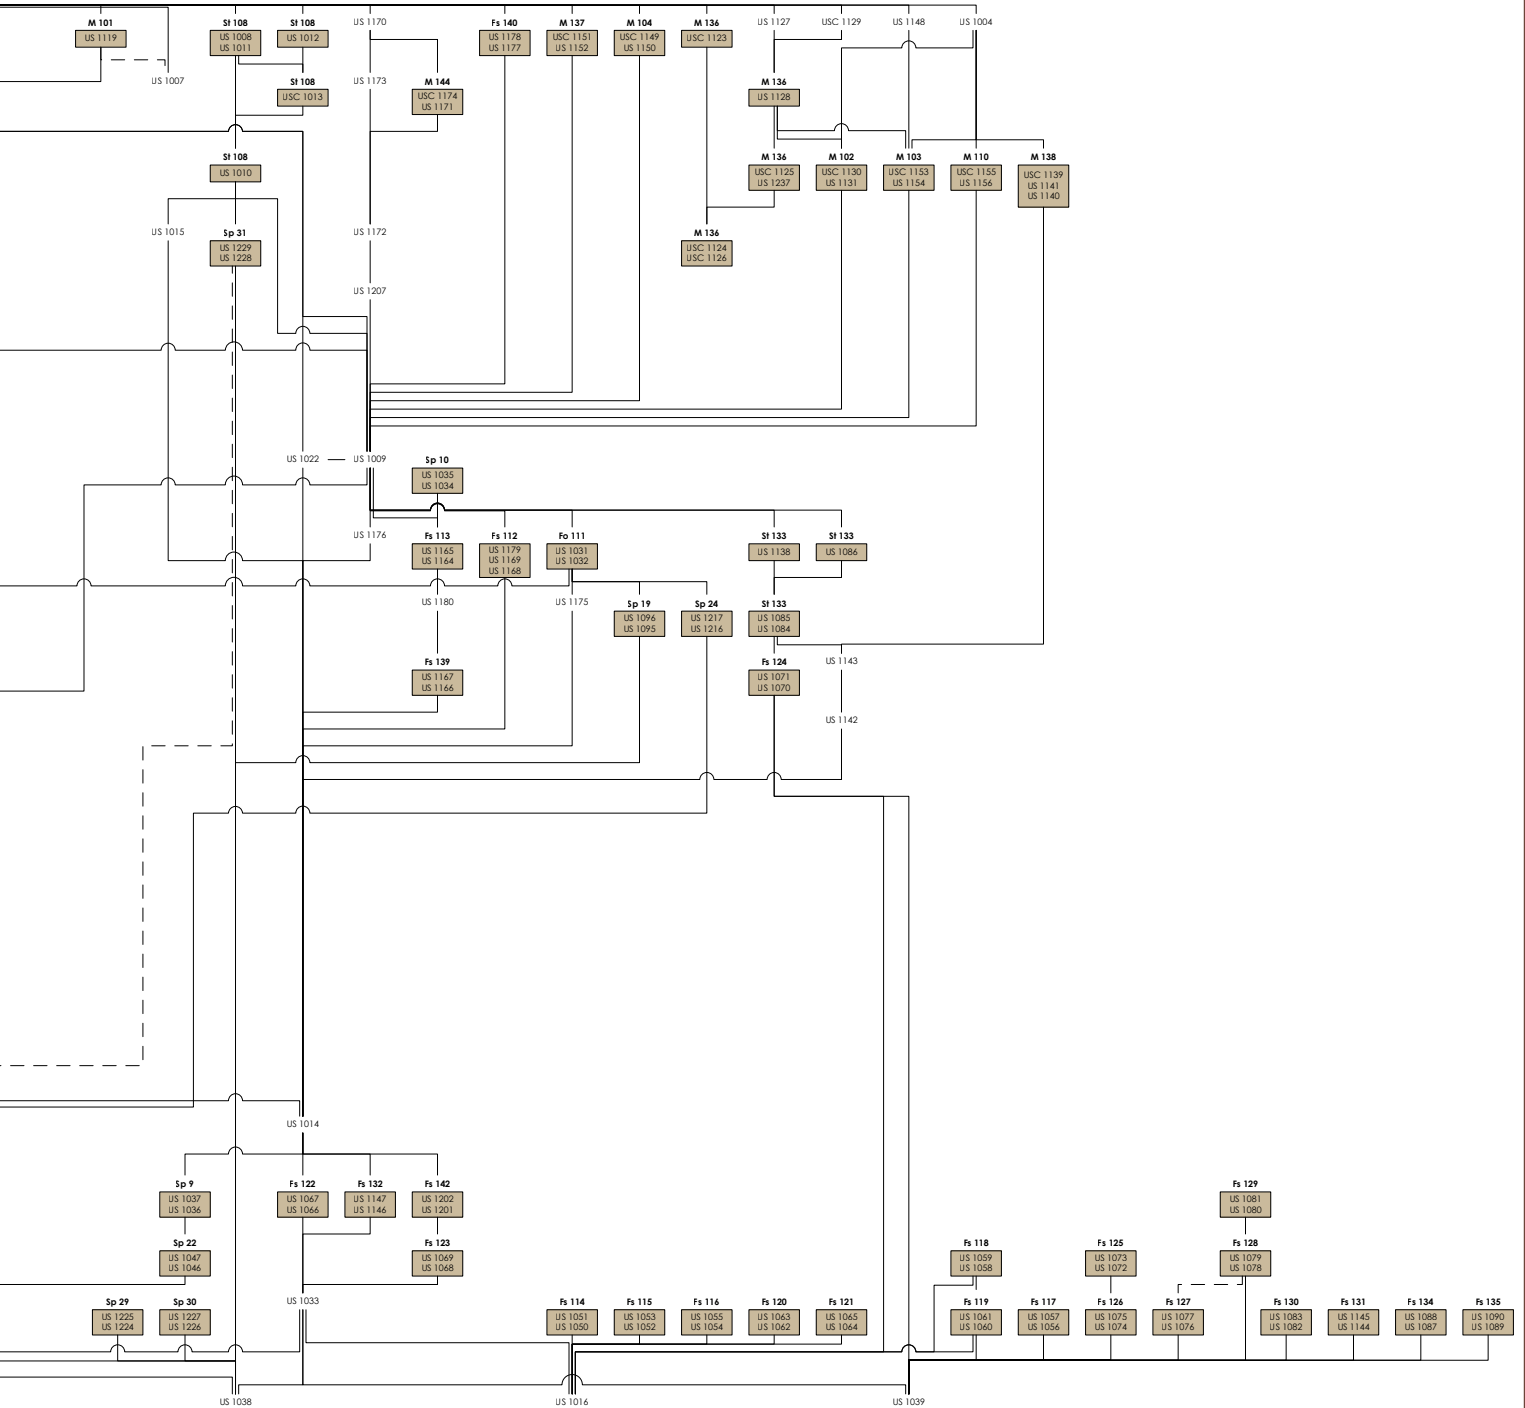 M 101
US 1119
St 108
US 1008
US 1011
St 108
US 1012
US 1170
Fs 140
US 1178
US 1177
M 137
USC 1151
US 1152
M 104
USC 1149
US 1150
M 136
USC 1123
US 1127
USC 1129
US 1148
US 1004
US 1007
St 108
USC 1013
US 1173
M 144
USC 1174
US 1171
M 136
US 1128
St 108
US 1010
M 136
USC 1125
US 1237
M 102
USC 1130
US 1131
M 103
USC 1153
US 1154
M 110
USC 1155
US 1156
M 138
USC 1139
US 1141
US 1140
US 1015
Sp 31
US 1229
US 1228
US 1172
M 136
USC 1124
USC 1126
US 1207
US 1022
US 1009
Sp 10
US 1035
US 1034
US 1176
Fs 113
US 1165
US 1164
Fs 112
US 1179
US 1169
US 1168
Fo 111
US 1031
US 1032
St 133
US 1138
St 133
US 1086
US 1180
US 1175
Sp 19
US 1096
US 1095
Sp 24
US 1217
US 1216
St 133
US 1085
US 1084
Fs 139
US 1167
US 1166
Fs 124
US 1071
US 1070
US 1143
US 1142
US 1014
Sp 9
US 1037
US 1036
Fs 122
US 1067
US 1066
Fs 132
US 1147
US 1146
Fs 142
US 1202
US 1201
Fs 129
US 1081
US 1080
Sp 22
US 1047
US 1046
Fs 123
US 1069
US 1068
Fs 118
US 1059
US 1058
Fs 125
US 1073
US 1072
Fs 128
US 1079
US 1078
Sp 29
US 1225
US 1224
Sp 30
US 1227
US 1226
US 1033
Fs 114
US 1051
US 1050
Fs 115
US 1053
US 1052
Fs 116
US 1055
US 1054
Fs 120
US 1063
US 1062
Fs 121
US 1065
US 1064
Fs 119
US 1061
US 1060
Fs 117
US 1057
US 1056
Fs 126
US 1075
US 1074
Fs 127
US 1077
US 1076
Fs 130
US 1083
US 1082
Fs 131
US 1145
US 1144
Fs 134
US 1088
US 1087
Fs 135
US 1090
US 1089
US 1038
US 1016
US 1039